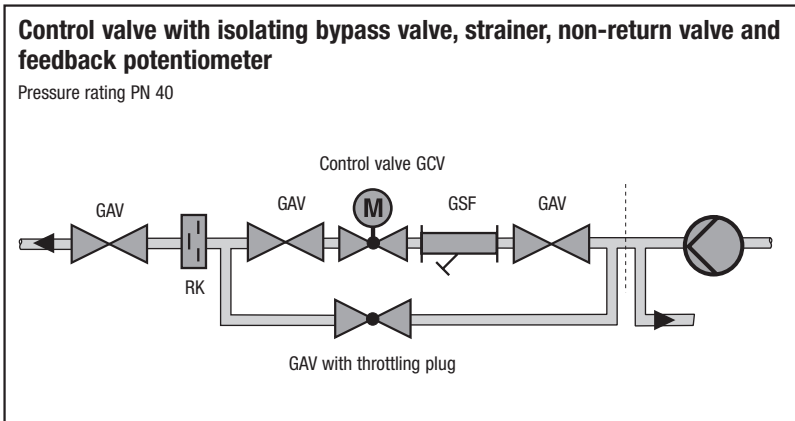 Control valve with isolating bypass valve, strainer, non-return valve and
feedback potentiometer
Pressure rating PN 40
Control valve GCV
GAV
GAV
M
GSF
GAV
RK
GAV with throttling plug